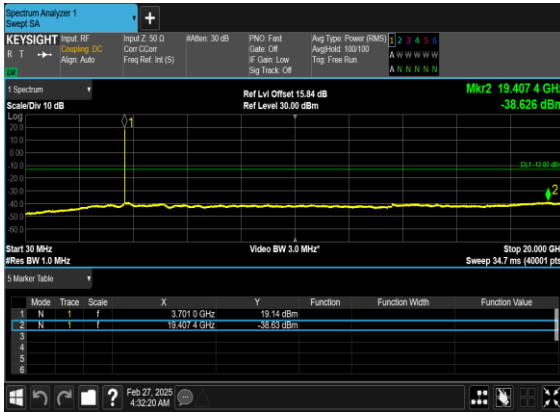 Spectrum Analyzer 1
Swept SA
+
KEYSIGHT Input: RF Input Z: 50 Ω #Atten: 30 dB PNO: Fast Avg Type: Power (RMS) 1 2 3 4 5 6
R T Coupling: DC Corr CCorr Gate: Off Avg|Hold: 100/100 A W W W W W
Align: Auto Freq Ref: Int (S) IF Gain: Low Trig: Free Run
Sig Track: Off A N N N N N
1 Spectrum
Ref Lvl Offset 15.84 dB Mkr2 19.407 4 GHz
Scale/Div 10 dB Ref Level 30.00 dBm -38.626 dBm
Log
1
20.0
10.0
0.00
-10.0
DL1 -13.00 dBm
-20.0
-30.0
2
-40.0
-50.0
-60.0
Start 30 MHz Video BW 3.0 MHz* Stop 20.000 GHz
#Res BW 1.0 MHz Sweep 34.7 ms (40001 pts)
5 Marker Table
Mode Trace Scale X Y Function Function Width Function Value
1 N 1 f 3.701 0 GHz 19.14 dBm
2 N 1 f 19.407 4 GHz -38.63 dBm
3
4
5
6
? Feb 27, 2025
4:32:20 AM